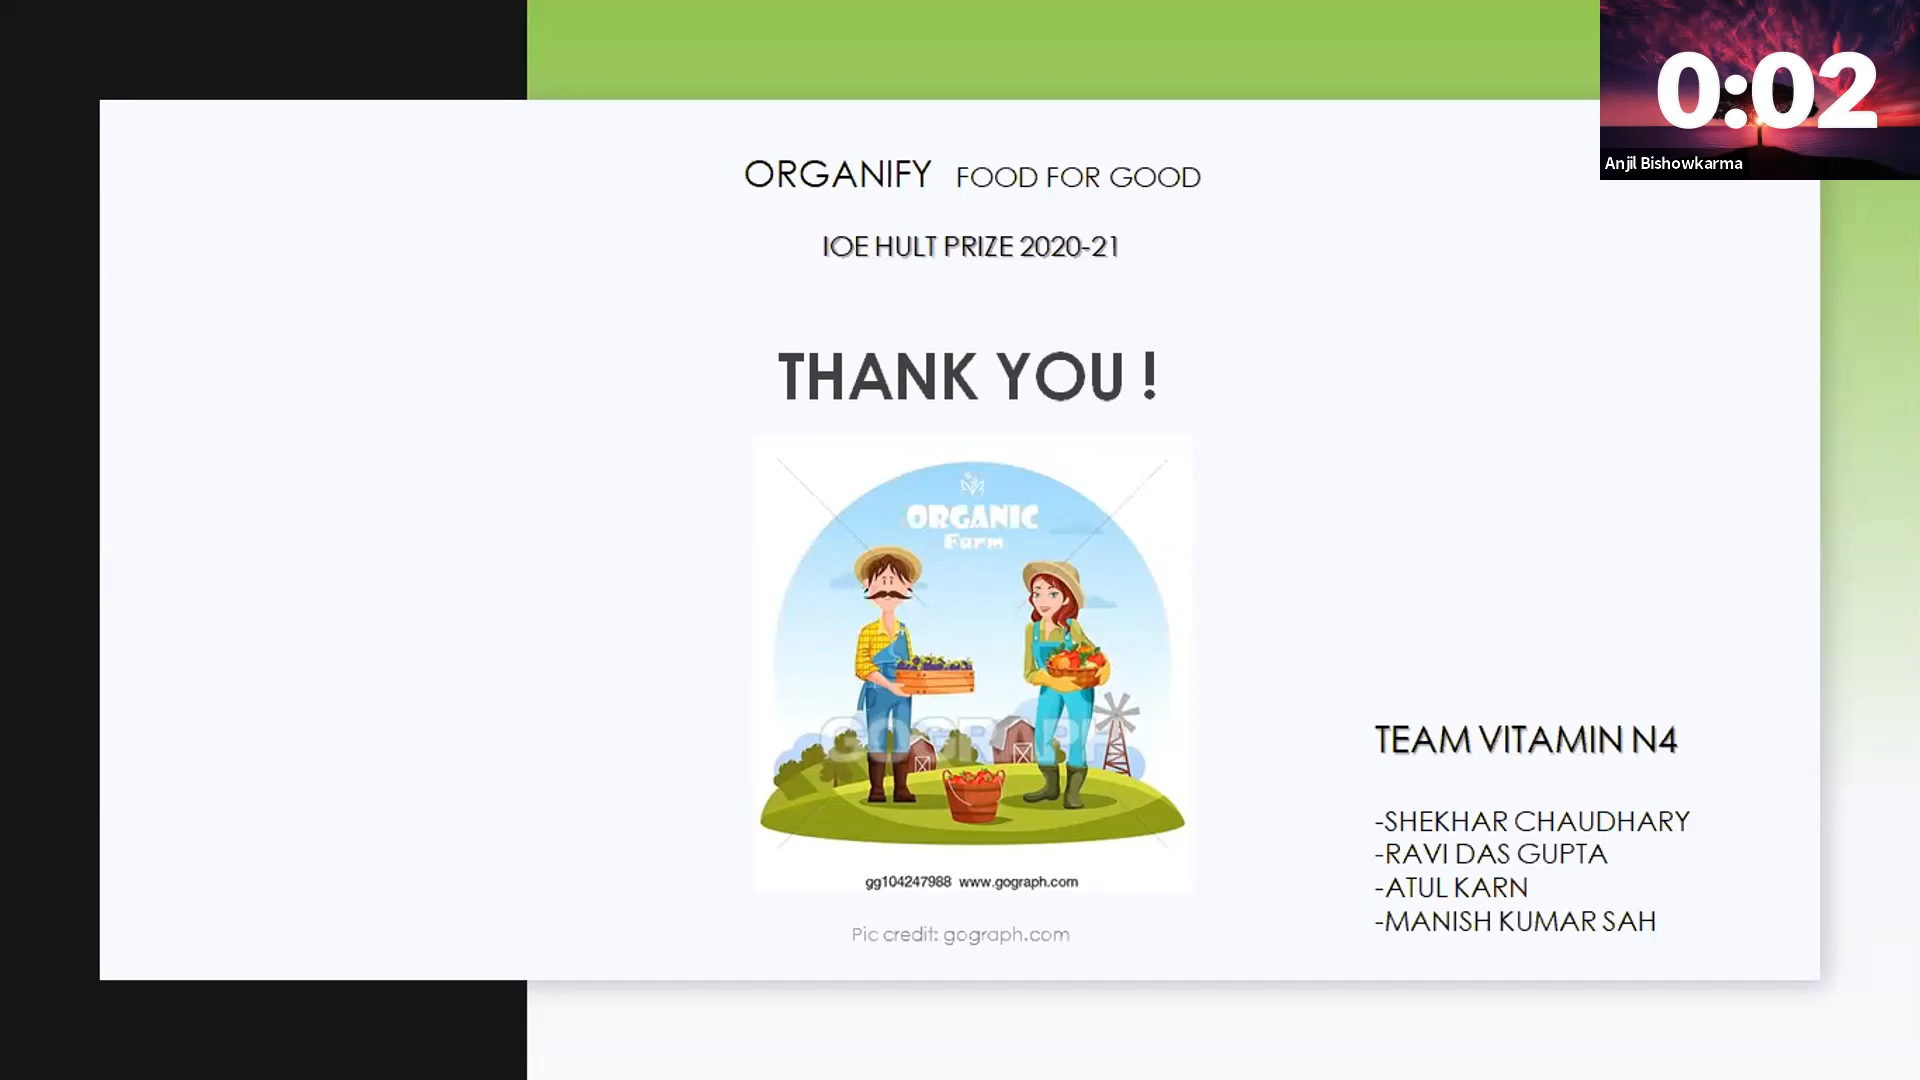 0:02
Anjil Bishowkarma
ORGANIFY FOOD FOR GOOD
IOE HULT PRIZE 2020-21
THANK YOU !
ORGANIC
Farm
GOGRAPH
gg104247988 www.gograph.com
Pic credit: gograph.com
TEAM VITAMIN N4
-SHEKHAR CHAUDHARY
-RAVI DAS GUPTA
-ATUL KARN
-MANISH KUMAR SAH